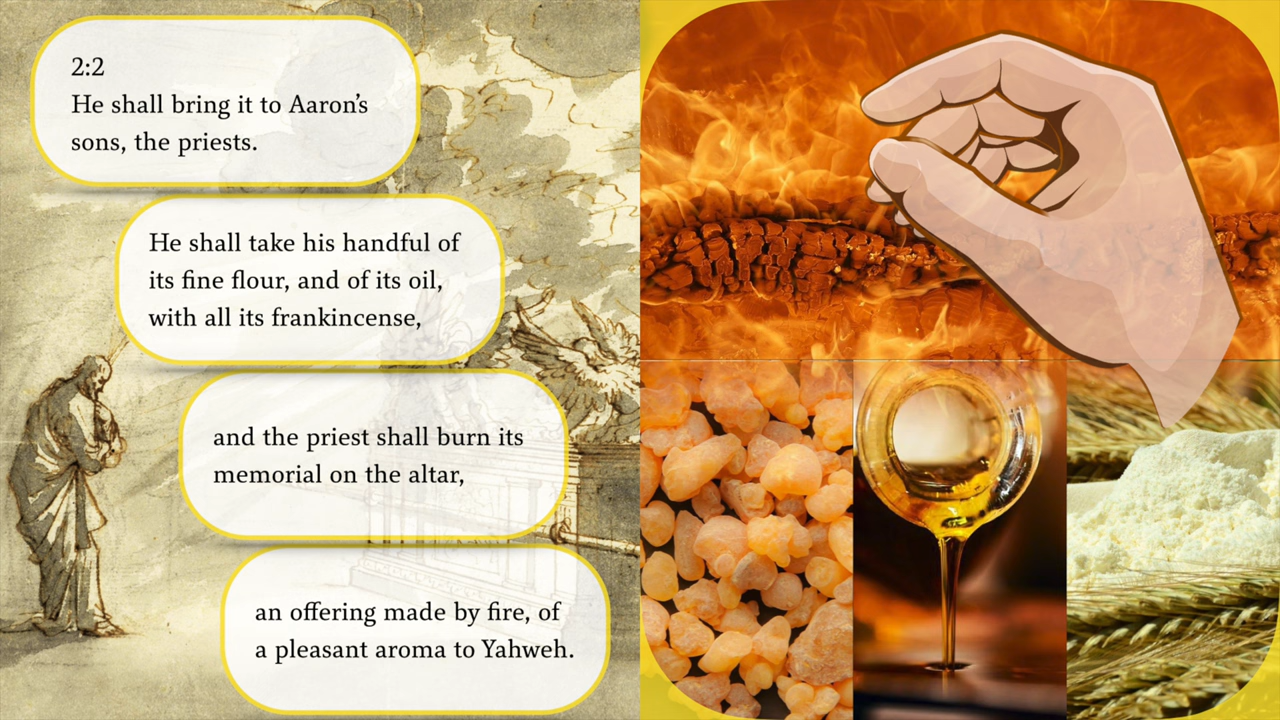 2:2
He shall bring it to Aaron’s
sons, the priests.
He shall take his handful of
its fine flour, and of its oil,
with all its frankincense,
and the priest shall burn its
memorial on the altar,
an offering made by fire, of
a pleasant aroma to Yahweh.